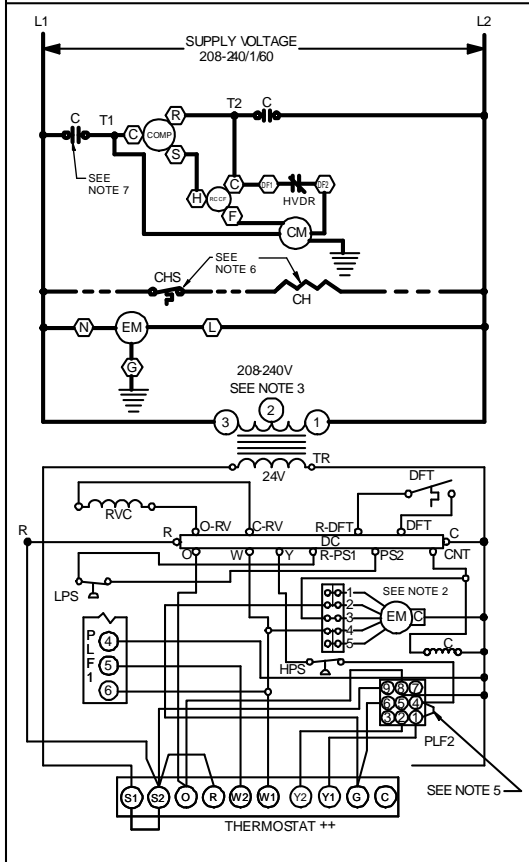 L1 L2
SUPPLY VOLTAGE
208-240/1/60
C T1 C COMP R T2 C
S
SEE
NOTE 7
H RCCF C DF1 DF2
HVDR
F
CM
SEE
NOTE 6
CHS
CH
N EM L
G
208-240V
SEE NOTE 3
3 2 1
TR
24V
DFT
RVC
R O-RV C-RV R-DFT DFT C
R DC
O W Y R-PS1 PS2 CNT
LPS
SEE NOTE 2
1
2
3 EM C
4
5
C
PLF1
4
5
6
HPS
9 8 7
6 5 4
3 2 1
PLF2
SEE NOTE 5
S1 S2 O R W2 W1 Y2 Y1 G C
THERMOSTAT ++